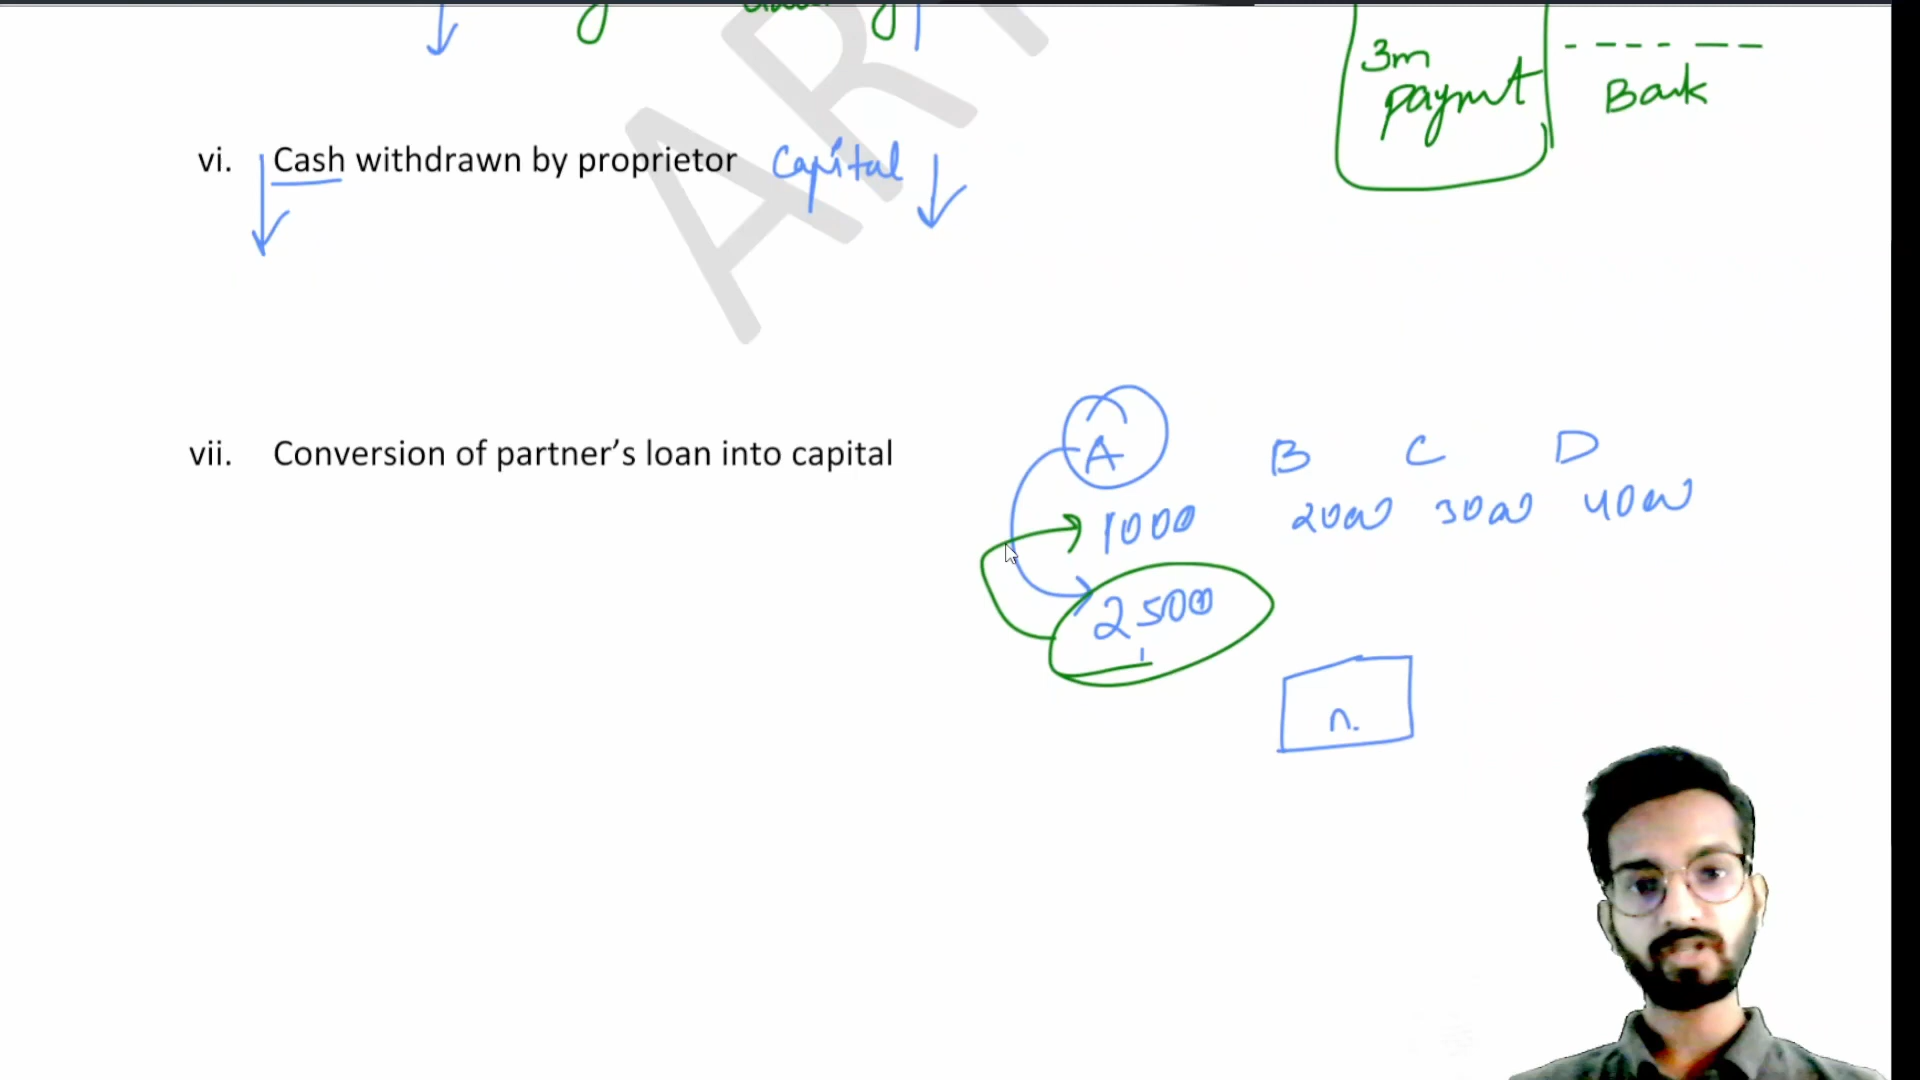 3m
paymt
Bank
vi. Cash withdrawn by proprietor Capital
vii. Conversion of partner’s loan into capital
A B C D
1000 2000 3000 4000
2500
n.
AR